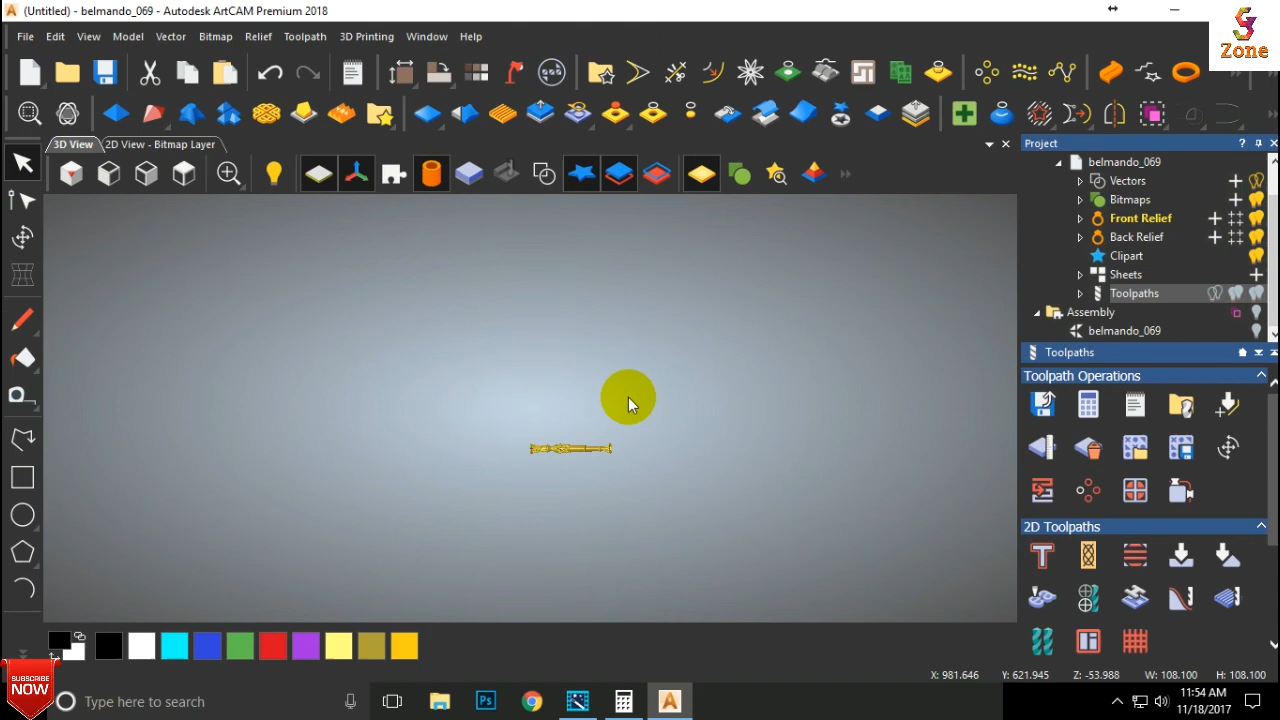 (Untitled) - belmando_069 - Autodesk ArtCAM Premium 2018
File Edit View Model Vector Bitmap Relief Toolpath 3D Printing Window Help
Zone
3D View 2D View - Bitmap Layer
Project
belmando_069
Vectors
Bitmaps
Front Relief
Back Relief
Clipart
Sheets
Toolpaths
Assembly
belmando_069
Toolpaths
Toolpath Operations
2D Toolpaths
X: 981.646 Y: 621.945 Z: -53.988 W: 108.100 H: 108.100
SUBSCRIBE
NOW
Type here to search
11:54 AM
11/18/2017